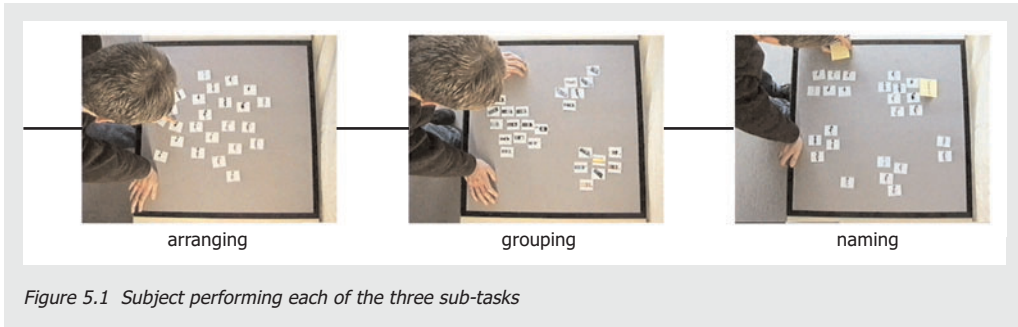 arranging
grouping
naming
Figure 5.1 Subject performing each of the three sub-tasks